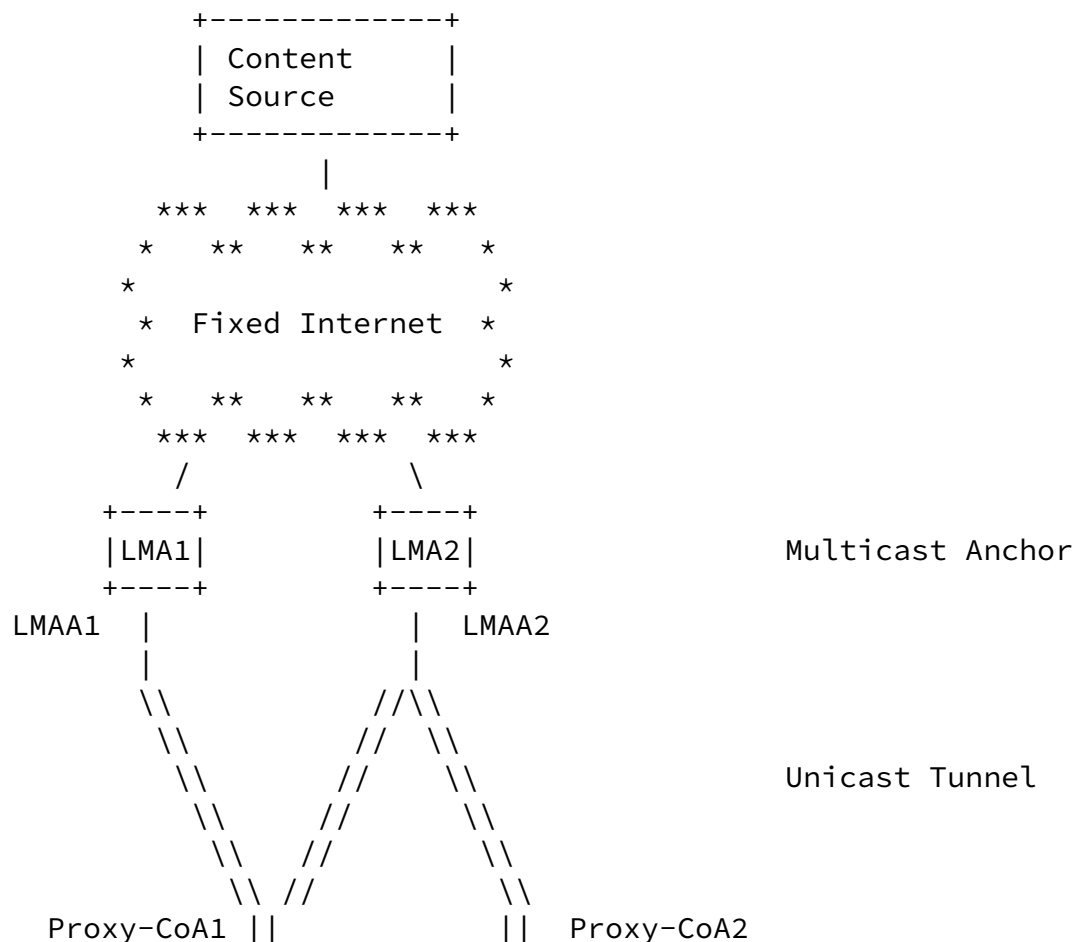 Content
Source
Fixed Internet
LMA1 LMA2 Multicast Anchor
LMAA1 LMAA2
Unicast Tunnel
Proxy-CoA1 Proxy-CoA2